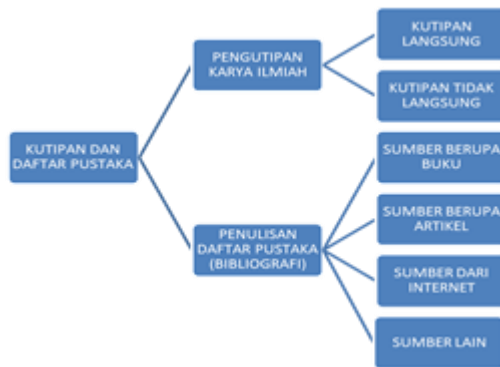 KUTIPAN DAN
DAFTAR PUSTAKA
PENGUTIPAN
KARYA ILMIAH
KUTIPAN
LANGSUNG
KUTIPAN TIDAK
LANGSUNG
PENULISAN
DAFTAR PUSTAKA
(BIBLIOGRAFI)
SUMBER BERUPA
BUKU
SUMBER BERUPA
ARTIKEL
SUMBER DARI
INTERNET
SUMBER LAIN